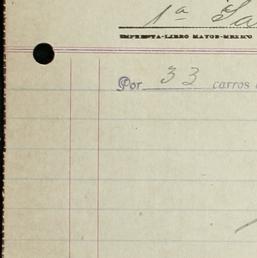 1a
IMPRENTA-LIBRO MAYOR-MEXICO
Por 33 carros